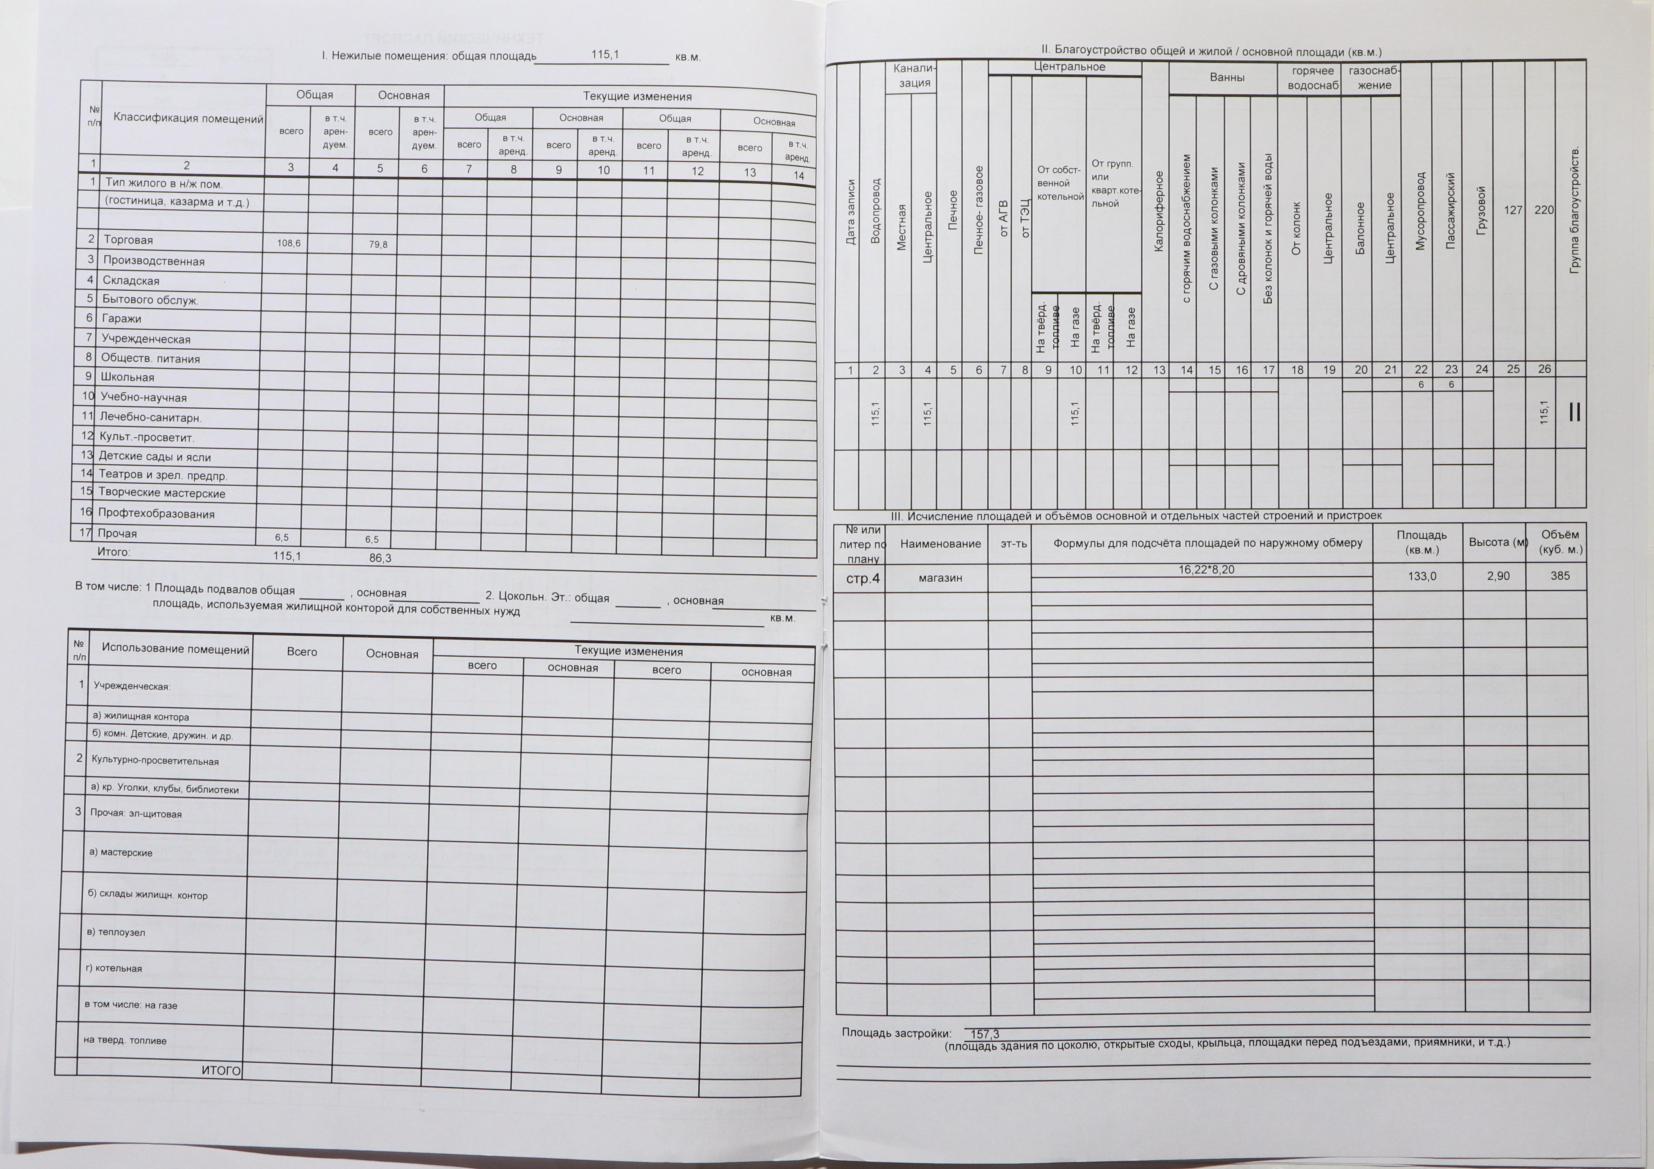 I. Нежилые помещения: общая площадь 115,1 кв.м.
№ п/п Классификация помещений Общая Основная Текущие изменения
Общая Основная Общая Основная
всего в т.ч. арен- дуем. всего в т.ч. арен- дуем. всего в т.ч. аренд. всего в т.ч. аренд. всего в т.ч. аренд. всего в т.ч. аренд.
1 2 3 4 5 6 7 8 9 10 11 12 13 14
1 Тип жилого в н/ж пом.
(гостиница, казарма и т.д.)
2 Торговая 108,6 79,8
3 Производственная
4 Складская
5 Бытового обслуж.
6 Гаражи
7 Учрежденческая
8 Обществ. питания
9 Школьная
10 Учебно-научная
11 Лечебно-санитарн.
12 Культ.-просветит.
13 Детские сады и ясли
14 Театров и зрел. предпр.
15 Творческие мастерские
16 Профтехобразования
17 Прочая 6,5 6,5
Итого: 115,1 86,3
В том числе: 1 Площадь подвалов общая , основная 2. Цокольн. Эт.: общая , основная
площадь, используемая жилищной конторой для собственных нужд кв.м.
№ п/п Использование помещений Всего Основная Текущие изменения
всего основная всего основная
1 Учрежденческая:
а) жилищная контора
б) комн. Детские, дружин. и др.
2 Культурно-просветительная
а) кр. Уголки, клубы, библиотеки
3 Прочая: эл-щитовая
а) мастерские
б) склады жилищн. контор
в) теплоузел
г) котельная
в том числе: на газе
на тверд. топливе
ИТОГО
II. Благоустройство общей и жилой / основной площади (кв.м.)
Канали- зация Центральное Ванны горячее водоснаб газоснаб- жение
Дата записи
Водопровод
Местная
Центральное
Печное
Печное- газовое
от АГВ
от ТЭЦ
От собст- венной котельной
На твёрд. топливе
На газе
От групп. или кварт.коте- льной
На твёрд. топливе
На газе
Калориферное
с горячим водоснабжением
С газовыми колонками
С дровяными колонками
Без колонок и горячей воды
От колонк
Центральное
Балонное
Центральное
Мусоропровод
Пассажирский
Грузовой
127
220
Группа благоустройств.
1 2 3 4 5 6 7 8 9 10 11 12 13 14 15 16 17 18 19 20 21 22 23 24 25 26
6 6
115,1 115,1 115,1 115,1 II
III. Исчисление площадей и объёмов основной и отдельных частей строений и пристроек
№ или литер по плану Наименование эт-ть Формулы для подсчёта площадей по наружному обмеру Площадь (кв.м.) Высота (м) Объём (куб. м.)
стр.4 магазин 16,22*8,20 133,0 2,90 385
Площадь застройки: 157,3
(площадь здания по цоколю, открытые сходы, крыльца, площадки перед подъездами, приямники, и т.д.)